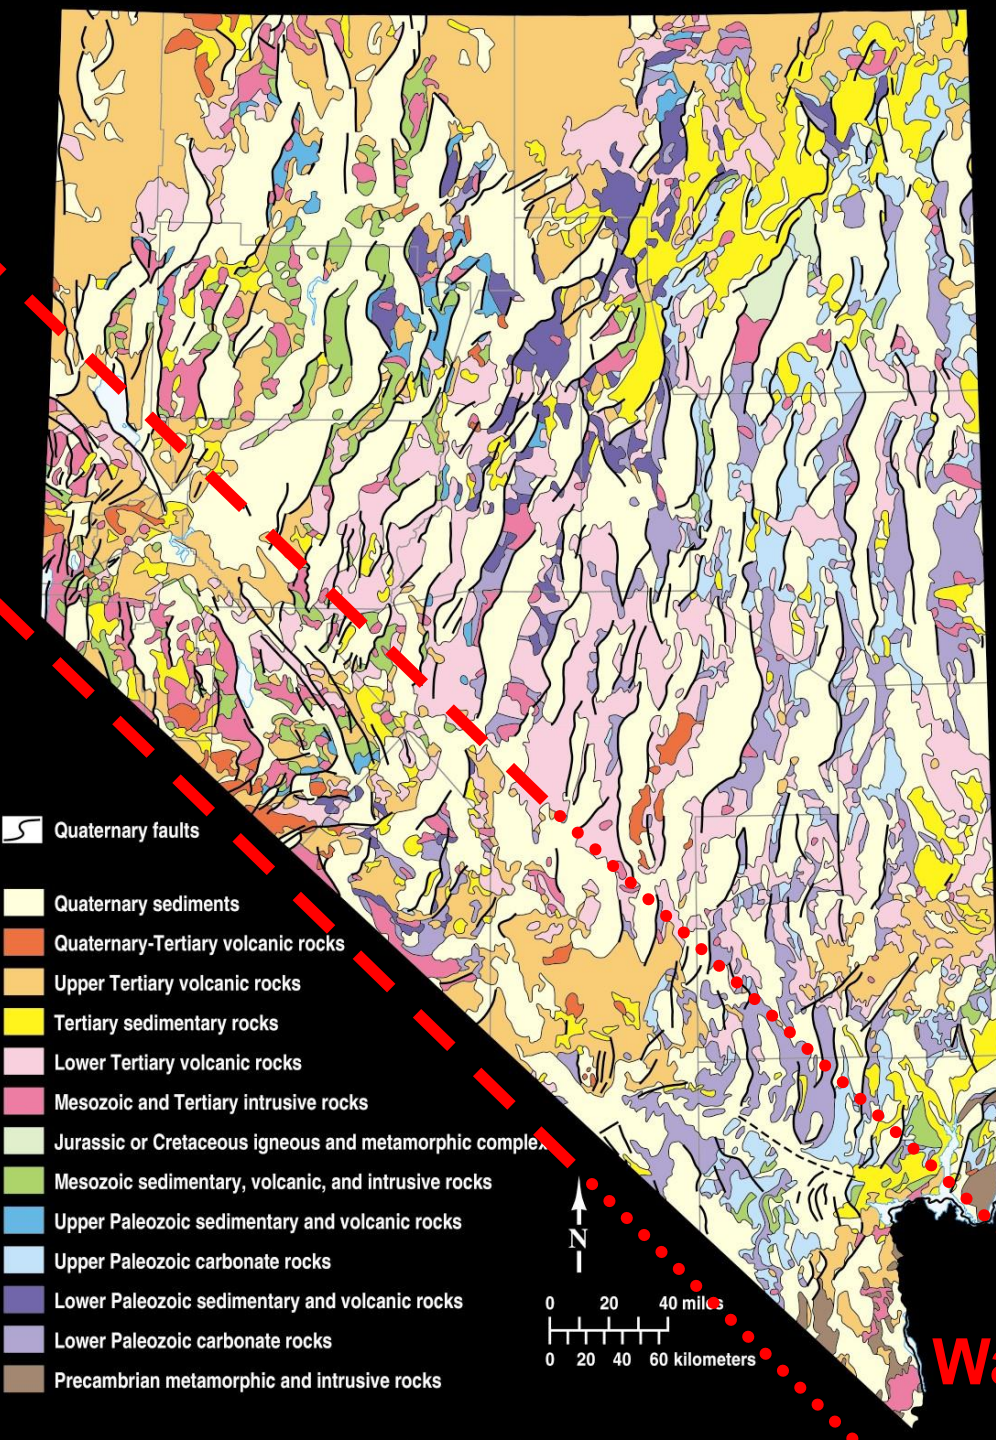 Quaternary faults
Quaternary sediments
Quaternary-Tertiary volcanic rocks
Upper Tertiary volcanic rocks
Tertiary sedimentary rocks
Lower Tertiary volcanic rocks
Mesozoic and Tertiary intrusive rocks
Jurassic or Cretaceous igneous and metamorphic complex
Mesozoic sedimentary, volcanic, and intrusive rocks
Upper Paleozoic sedimentary and volcanic rocks
Upper Paleozoic carbonate rocks
Lower Paleozoic sedimentary and volcanic rocks
Lower Paleozoic carbonate rocks
Precambrian metamorphic and intrusive rocks
N
0 20 40 miles
0 20 40 60 kilometers